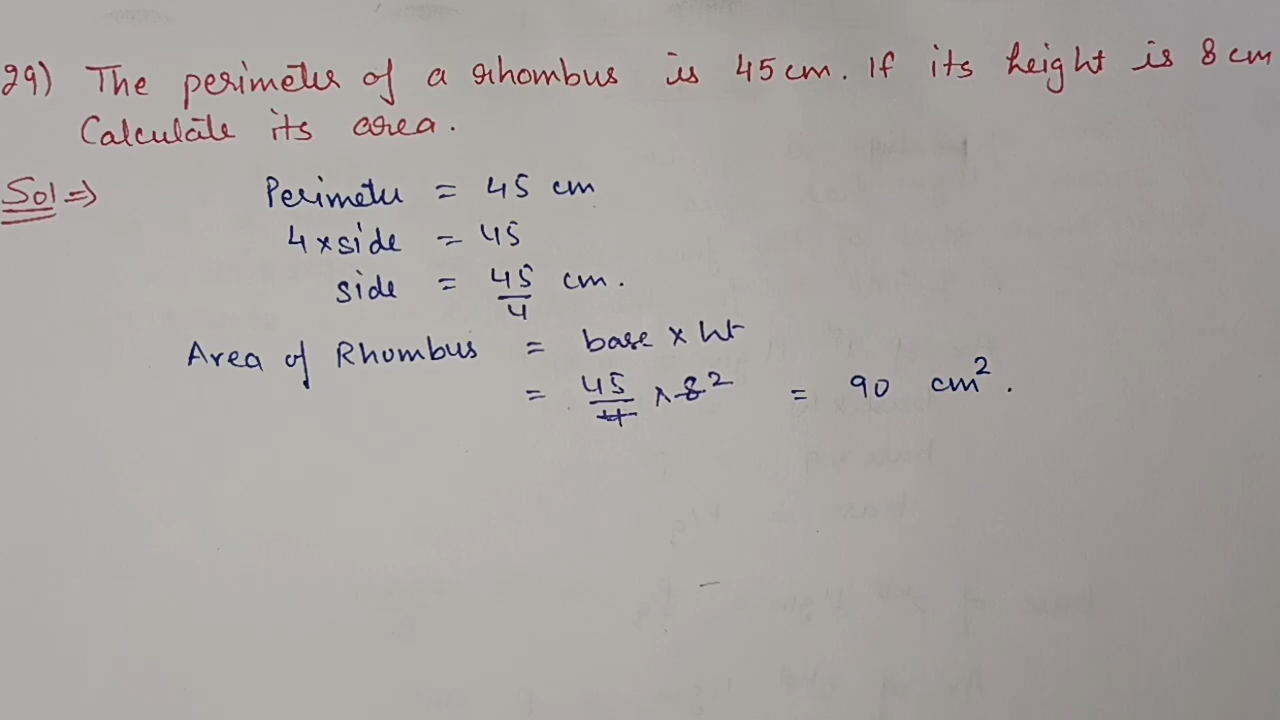 29) The perimeter of a rhombus is 45 cm. If its height is 8 cm
Calculate its area.
Sol ⇒ Perimeter = 45 cm
4 × side = 45
side = 45/4 cm.
Area of Rhombus = base × ht
= 45/4 × 8 2 = 90 cm².